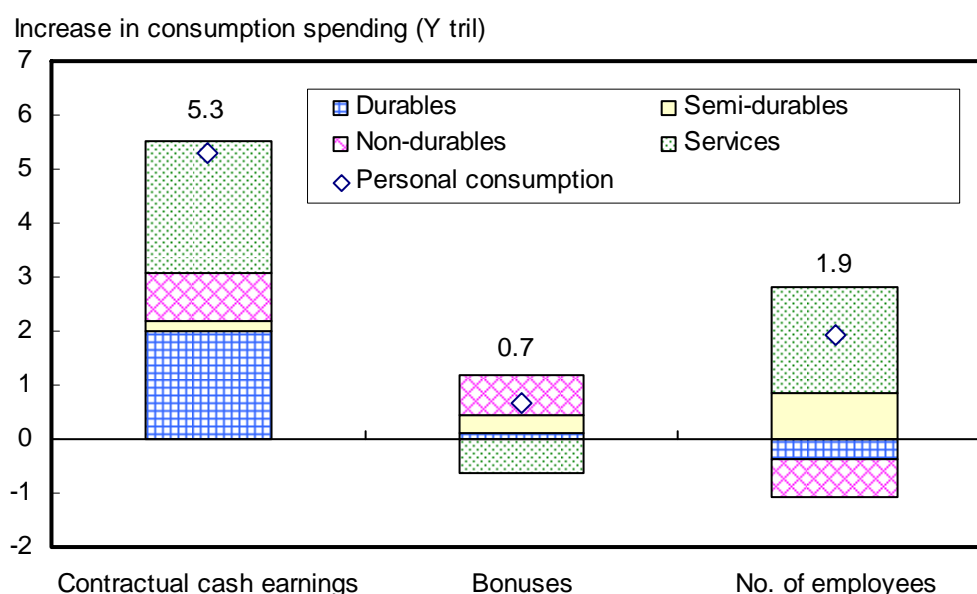 Increase in consumption spending (Y tril)
7
6
5
4
3
2
1
0
-1
-2
Durables
Semi-durables
Non-durables
Services
Personal consumption
5.3
0.7
1.9
Contractual cash earnings
Bonuses
No. of employees